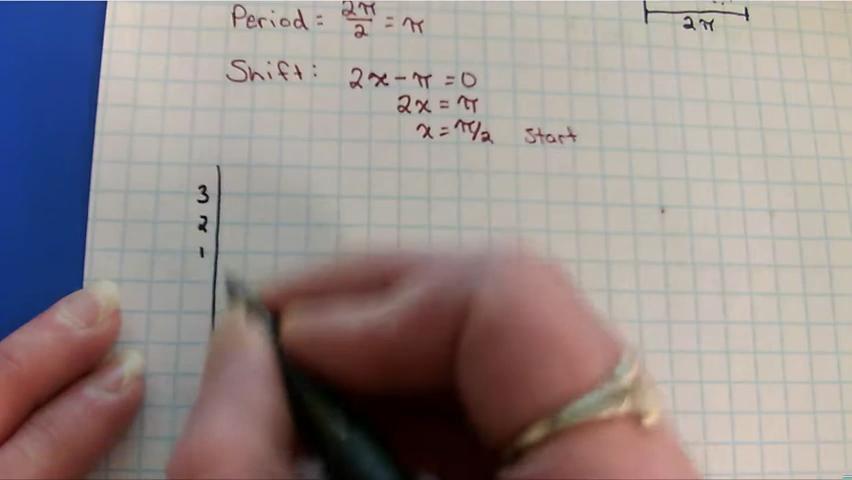 Period = 2π/2 = π
2π
Shift: 2x - π = 0
2x = π
x = π/2 start
3
2
1